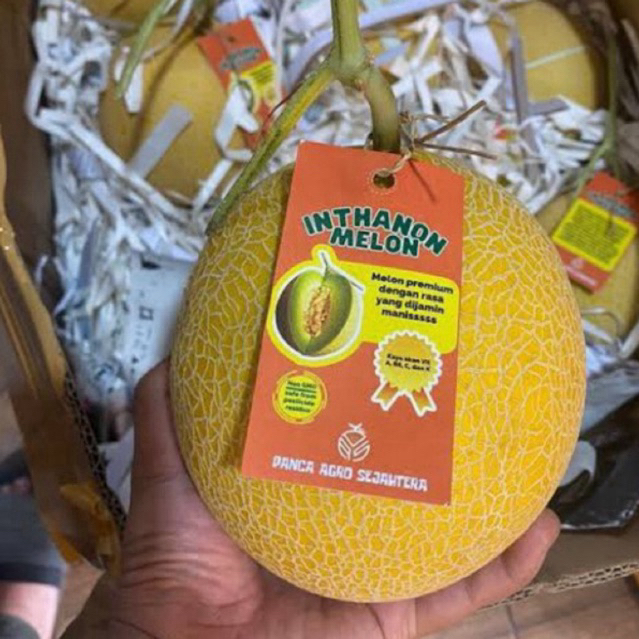 INTHANON
MELON
Melon premium
dengan rasa
yang dijamin
manisssss
Kaya akan Vit
A, B6, C, dan K
Non GMO
safe from
pesticide
residue
PANCA AGRO SEJAHTERA